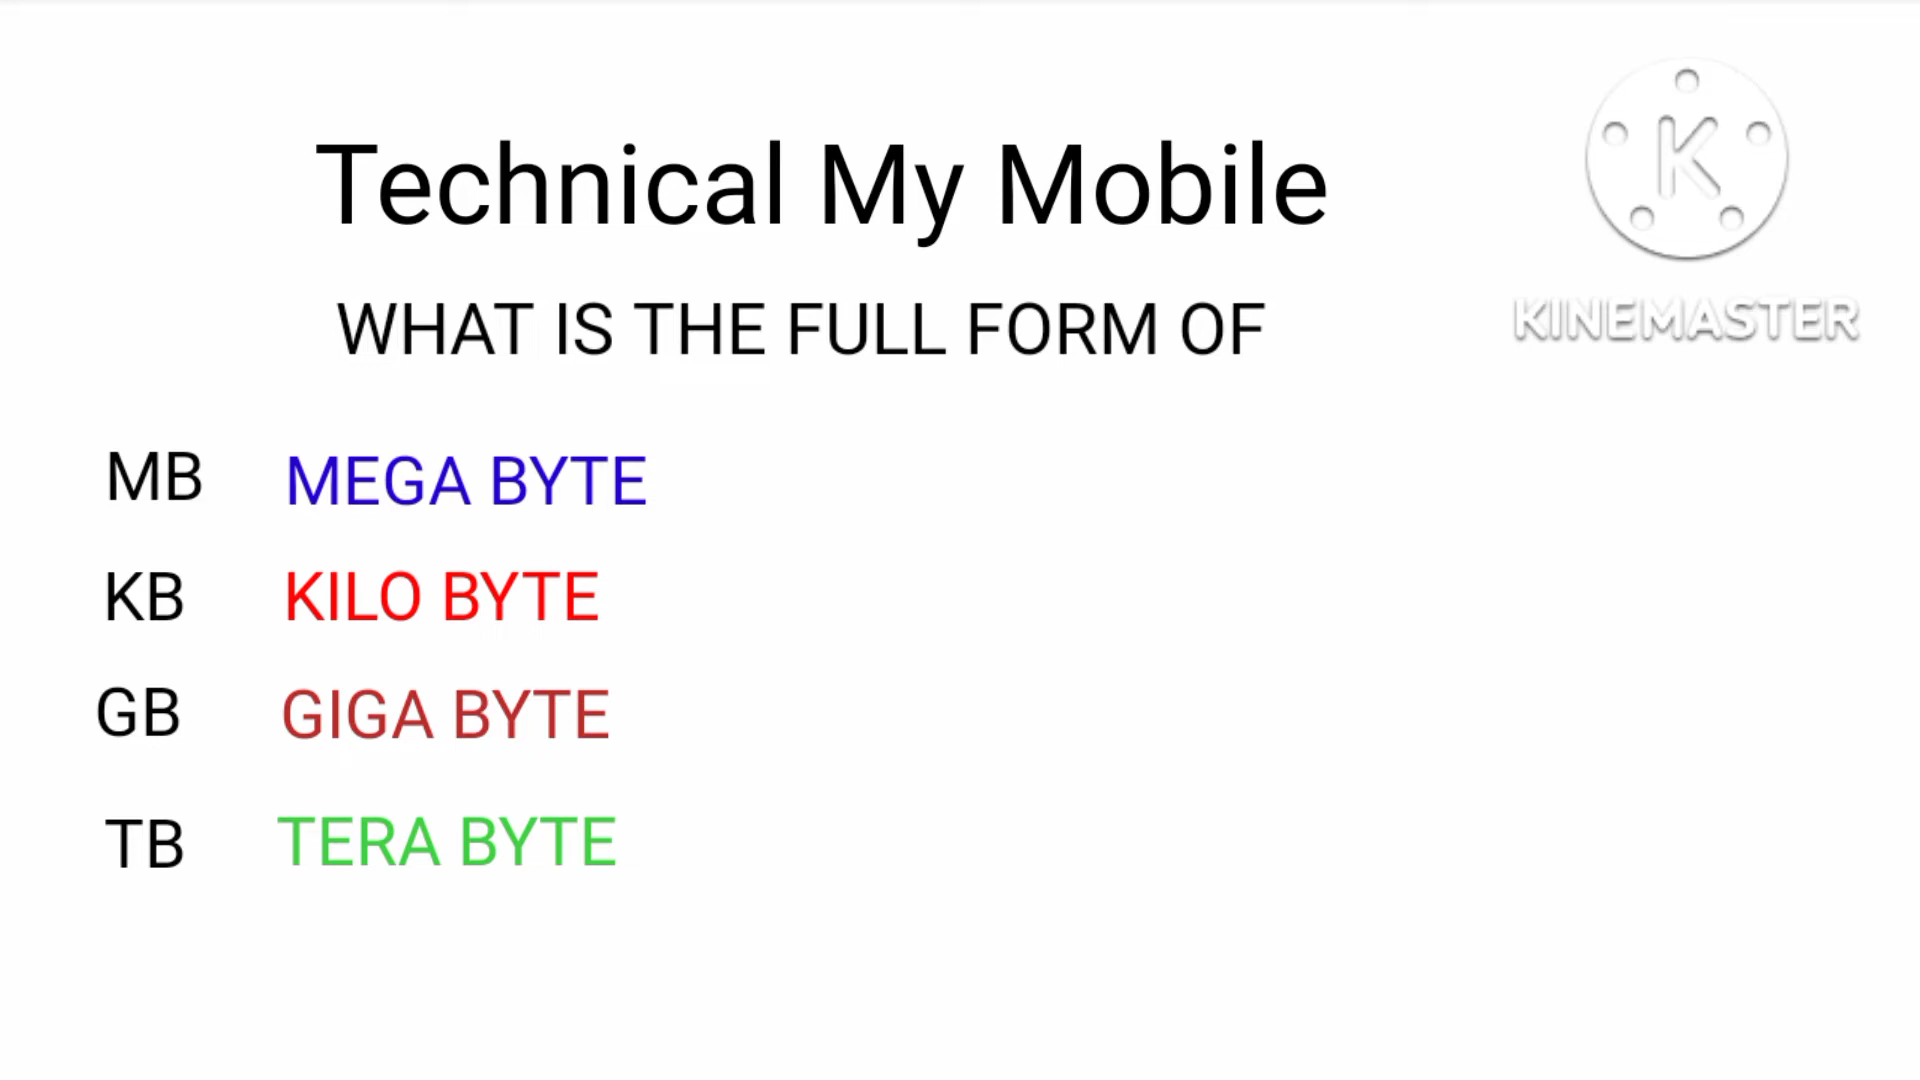 Technical My Mobile
WHAT IS THE FULL FORM OF
MB MEGA BYTE
KB KILO BYTE
GB GIGA BYTE
TB TERA BYTE
K
KINEMASTER